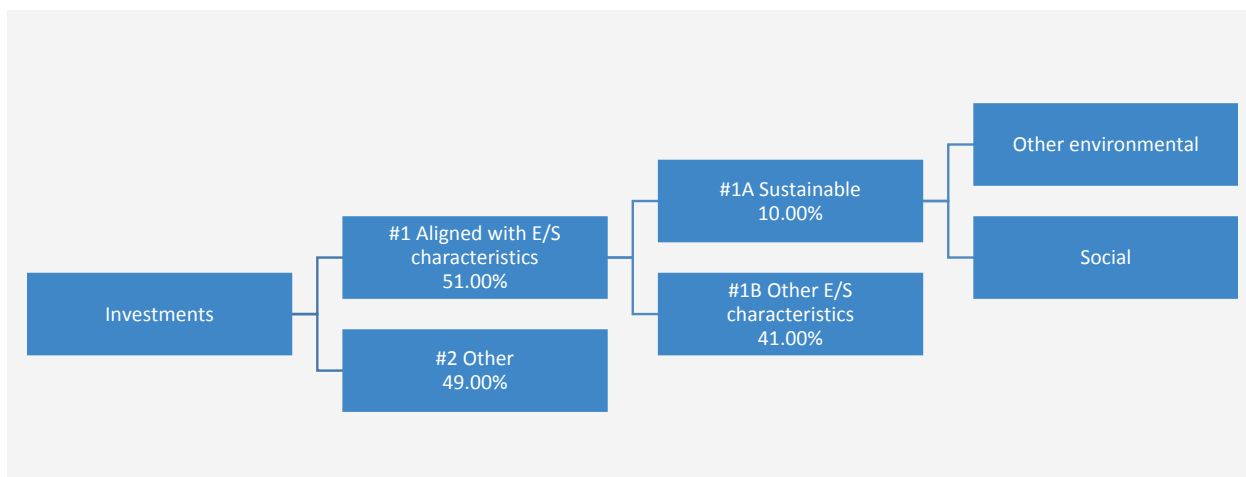 Investments
#1 Aligned with E/S
characteristics
51.00%
#2 Other
49.00%
#1A Sustainable
10.00%
#1B Other E/S
characteristics
41.00%
Other environmental
Social